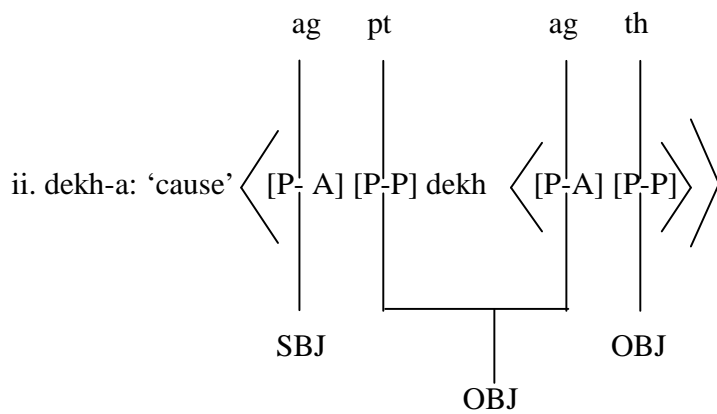 ag pt ag th
ii. dekh-a: ‘cause’ [P- A] [P-P] dekh [P-A] [P-P]
SBJ OBJ
OBJ